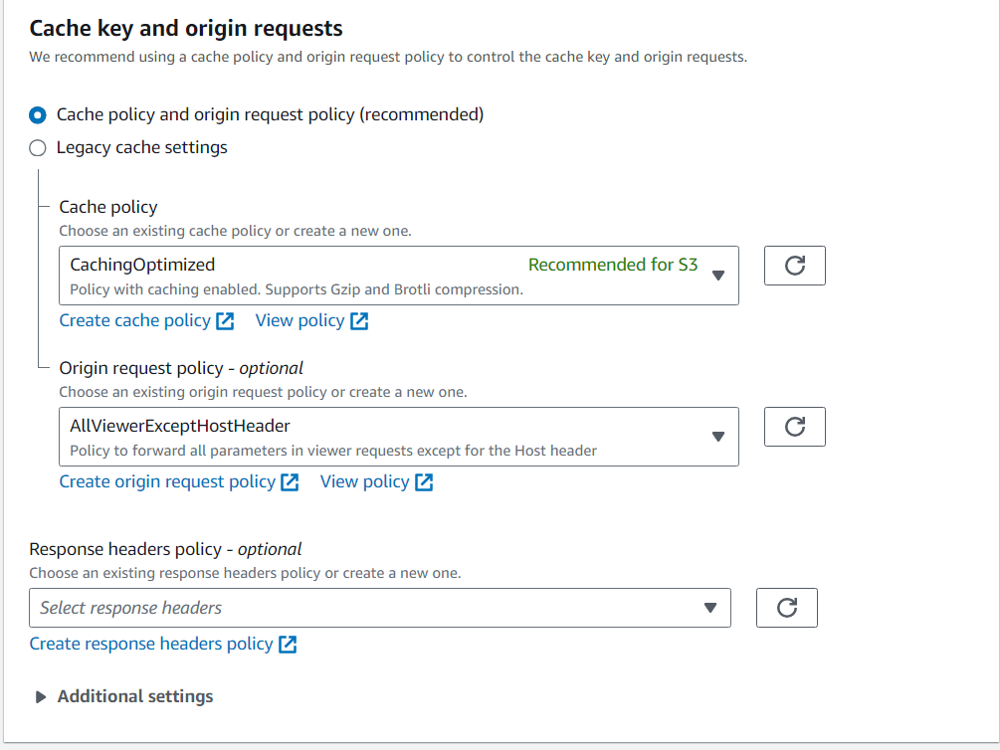 Cache key and origin requests
We recommend using a cache policy and origin request policy to control the cache key and origin requests.
Cache policy and origin request policy (recommended)
Legacy cache settings
Cache policy
Choose an existing cache policy or create a new one.
CachingOptimized Recommended for S3
Policy with caching enabled. Supports Gzip and Brotli compression.
Create cache policy View policy
Origin request policy - optional
Choose an existing origin request policy or create a new one.
AllViewerExceptHostHeader
Policy to forward all parameters in viewer requests except for the Host header
Create origin request policy View policy
Response headers policy - optional
Choose an existing response headers policy or create a new one.
Select response headers
Create response headers policy
Additional settings